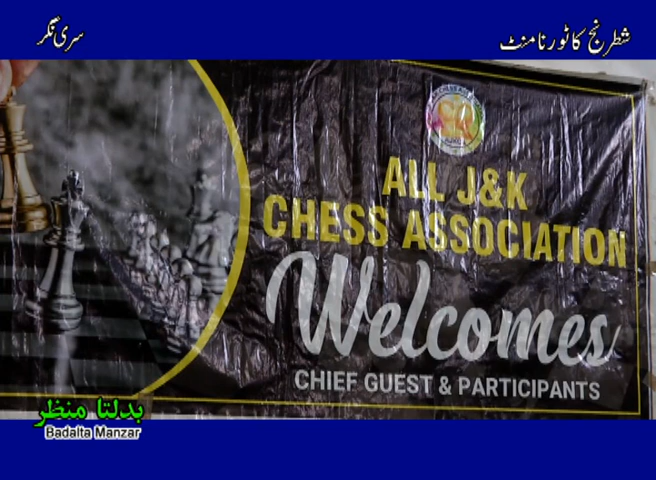 شطرنج کا ٹورنامنٹ
سری نگر
ALL J&K
CHESS ASSOCIATION
Welcomes
CHIEF GUEST & PARTICIPANTS
بدلتا منظر
Badalta Manzar